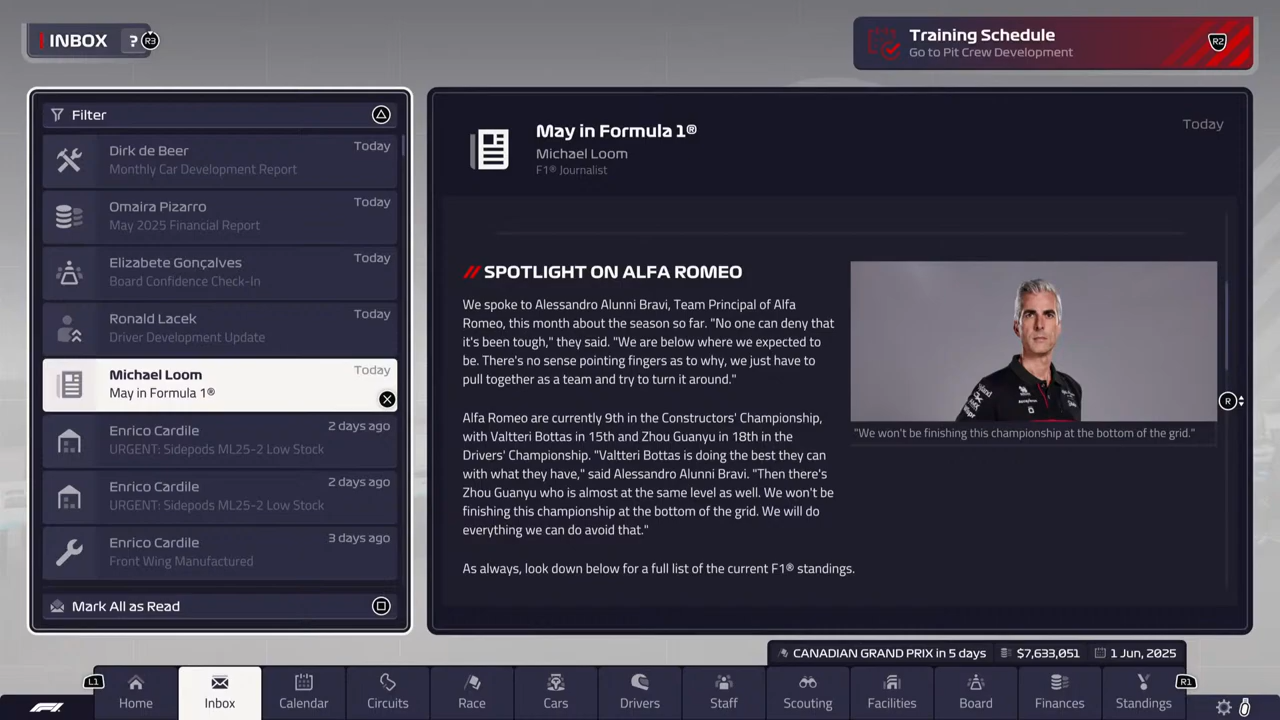 INBOX ? R3
Training Schedule
Go to Pit Crew Development
R2
Filter
Dirk de Beer
Today
Monthly Car Development Report
Omaira Pizarro
Today
May 2025 Financial Report
Elizabete Gonçalves
Today
Board Confidence Check-In
Ronald Lacek
Today
Driver Development Update
Michael Loom
Today
May in Formula 1®
Enrico Cardile
2 days ago
URGENT: Sidepods ML25-2 Low Stock
Enrico Cardile
2 days ago
URGENT: Sidepods ML25-2 Low Stock
Enrico Cardile
3 days ago
Front Wing Manufactured
Mark All as Read
May in Formula 1®
Today
Michael Loom
F1® Journalist
// SPOTLIGHT ON ALFA ROMEO
We spoke to Alessandro Alunni Bravi, Team Principal of Alfa
Romeo, this month about the season so far. "No one can deny that
it's been tough," they said. "We are below where we expected to
be. There's no sense pointing fingers as to why, we just have to
pull together as a team and try to turn it around."
Alfa Romeo are currently 9th in the Constructors' Championship,
with Valtteri Bottas in 15th and Zhou Guanyu in 18th in the
Drivers' Championship. "Valtteri Bottas is doing the best they can
with what they have," said Alessandro Alunni Bravi. "Then there's
Zhou Guanyu who is almost at the same level as well. We won't be
finishing this championship at the bottom of the grid. We will do
everything we can do avoid that."
As always, look down below for a full list of the current F1® standings.
"We won't be finishing this championship at the bottom of the grid."
R
CANADIAN GRAND PRIX in 5 days
$7,633,051
1 Jun, 2025
L1
Home
Inbox
Calendar
Circuits
Race
Cars
Drivers
Staff
Scouting
Facilities
Board
Finances
Standings
R1
F1